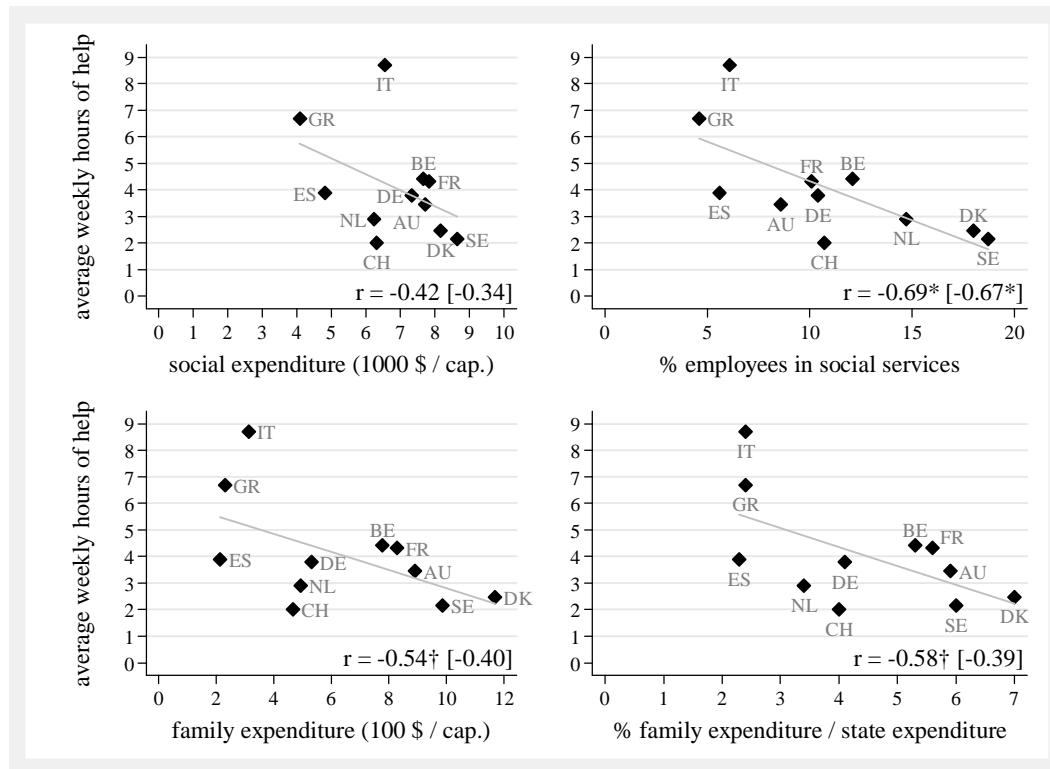 average weekly hours of help
9
8
7
6
5
4
3
2
1
0
IT
GR
BE
FR
ES
DE
AU
NL
DK
SE
CH
r = -0.42 [-0.34]
0 1 2 3 4 5 6 7 8 9 10
social expenditure (1000 $ / cap.)
9
8
7
6
5
4
3
2
1
0
IT
GR
FR
BE
ES
DE
AU
NL
DK
SE
CH
r = -0.69* [-0.67*]
0 5 10 15 20
% employees in social services
average weekly hours of help
9
8
7
6
5
4
3
2
1
0
IT
GR
BE
FR
ES
DE
AU
NL
DK
SE
CH
r = -0.54† [-0.40]
0 2 4 6 8 10 12
family expenditure (100 $ / cap.)
9
8
7
6
5
4
3
2
1
0
IT
GR
BE
FR
ES
DE
AU
NL
DK
SE
CH
r = -0.58† [-0.39]
0 1 2 3 4 5 6 7
% family expenditure / state expenditure